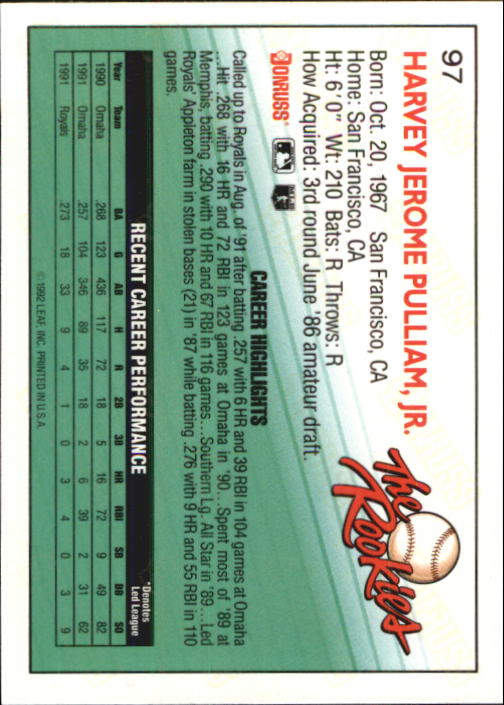 97
HARVEY JEROME PULLIAM, JR.
Born: Oct. 20, 1967 San Francisco, CA
Home: San Francisco, CA
Ht: 6' 0" Wt: 210 Bats: R Throws: R
How Acquired: 3rd round June '86 amateur draft.
The Rookies
DONRUSS
CAREER HIGHLIGHTS
Called up to Royals in Aug. of '91 after batting .257 with 6 HR and 39 RBI in 104 games at Omaha
....Hit .268 with 16 HR and 72 RBI in 123 games at Omaha in '90...Spent most of '89 at
Memphis, batting .290 with 10 HR and 67 RBI in 116 games...Southern Lg. All Star in '89...Led
Royals' Appleton farm in stolen bases (21) in '87 while batting .276 with 9 HR and 55 RBI in 110
games.
RECENT CAREER PERFORMANCE
*Denotes
Led League
Year Team BA G AB H R 2B 3B HR RBI SB BB SO
1990 Omaha .268 123 436 117 72 18 5 16 72 9 49 82
1991 Omaha .257 104 346 89 35 18 2 6 39 2 31 62
1991 Royals .273 18 33 9 4 1 0 3 4 0 3 9
©1992 LEAF, INC. PRINTED IN U.S.A.